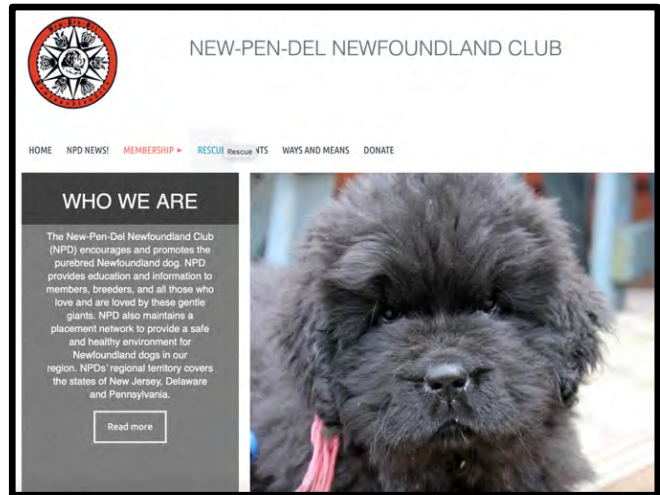 NEW-PEN-DEL NEWFOUNDLAND CLUB
HOME NPD NEWS! MEMBERSHIP ► RESCUE Rescue NTS WAYS AND MEANS DONATE
WHO WE ARE
The New-Pen-Del Newfoundland Club
(NPD) encourages and promotes the
purebred Newfoundland dog. NPD
provides education and information to
members, breeders, and all those who
love and are loved by these gentle
giants. NPD also maintains a
placement network to provide a safe
and healthy environment for
Newfoundland dogs in our
region. NPDs' regional territory covers
the states of New Jersey, Delaware
and Pennsylvania.
Read more